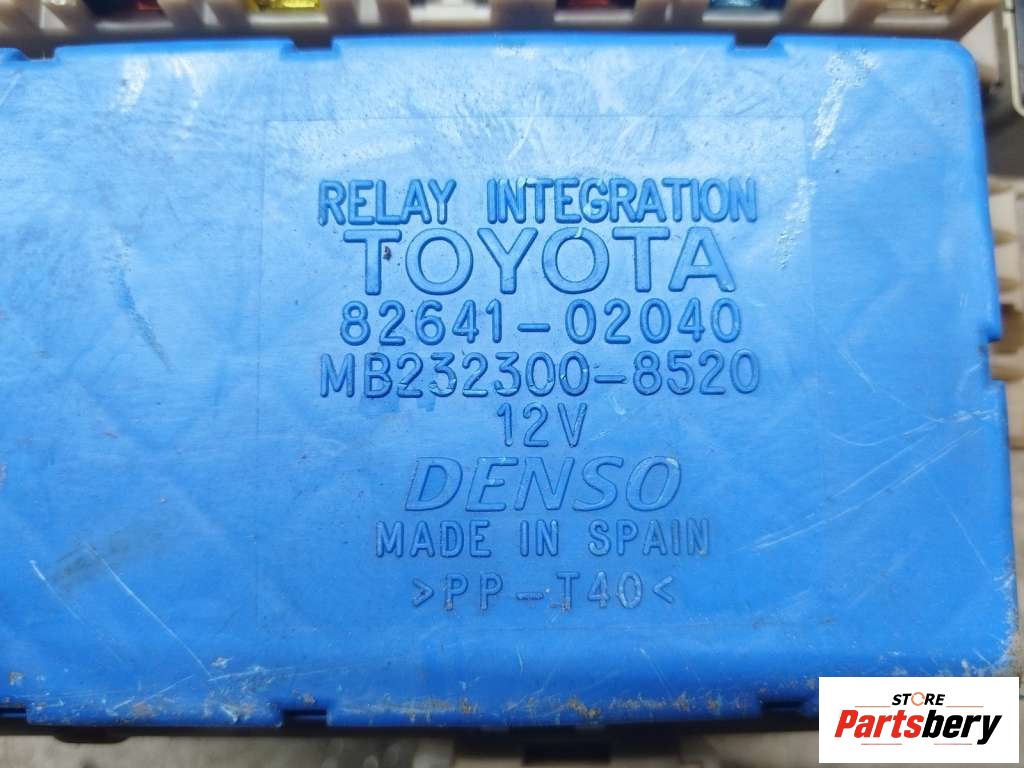 RELAY INTEGRATION
TOYOTA
82641-02040
MB232300-8520
12V
DENSO
MADE IN SPAIN
>PP-T40<
STORE
Partsbery